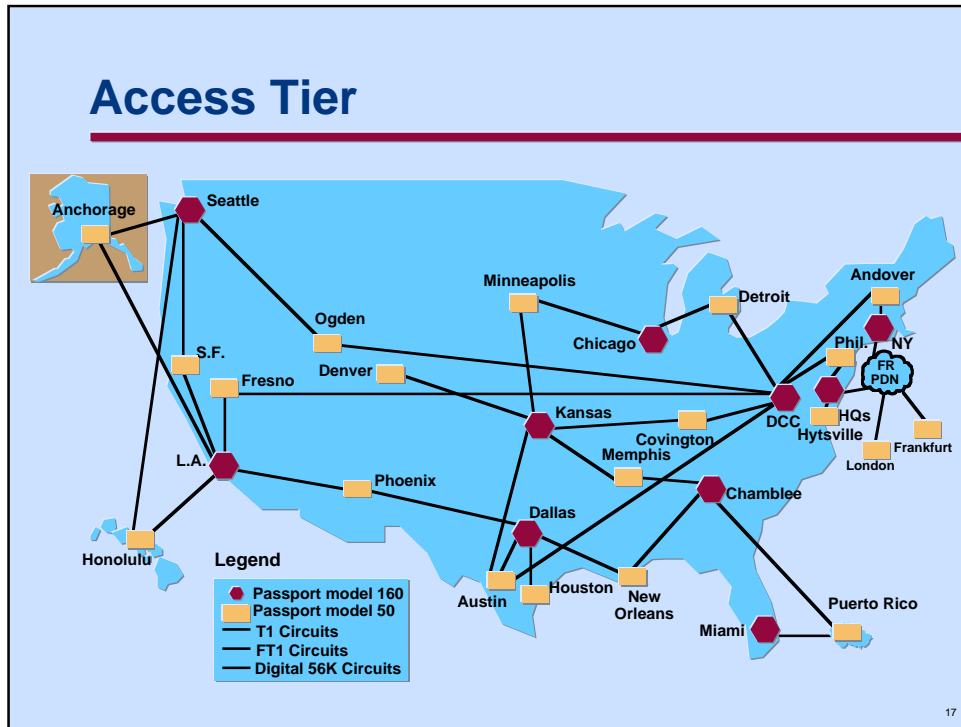 Access Tier
Anchorage
Seattle
Minneapolis
Detroit
Andover
Ogden
Chicago
NY
S.F.
Phil.
FR
PDN
Denver
Fresno
Kansas
DCC
HQs
Covington
Hytsville
Frankfurt
Memphis
London
L.A.
Phoenix
Chamblee
Dallas
Honolulu
Legend
Passport model 160
Passport model 50
T1 Circuits
FT1 Circuits
Digital 56K Circuits
Austin
Houston
New
Orleans
Puerto Rico
Miami
17